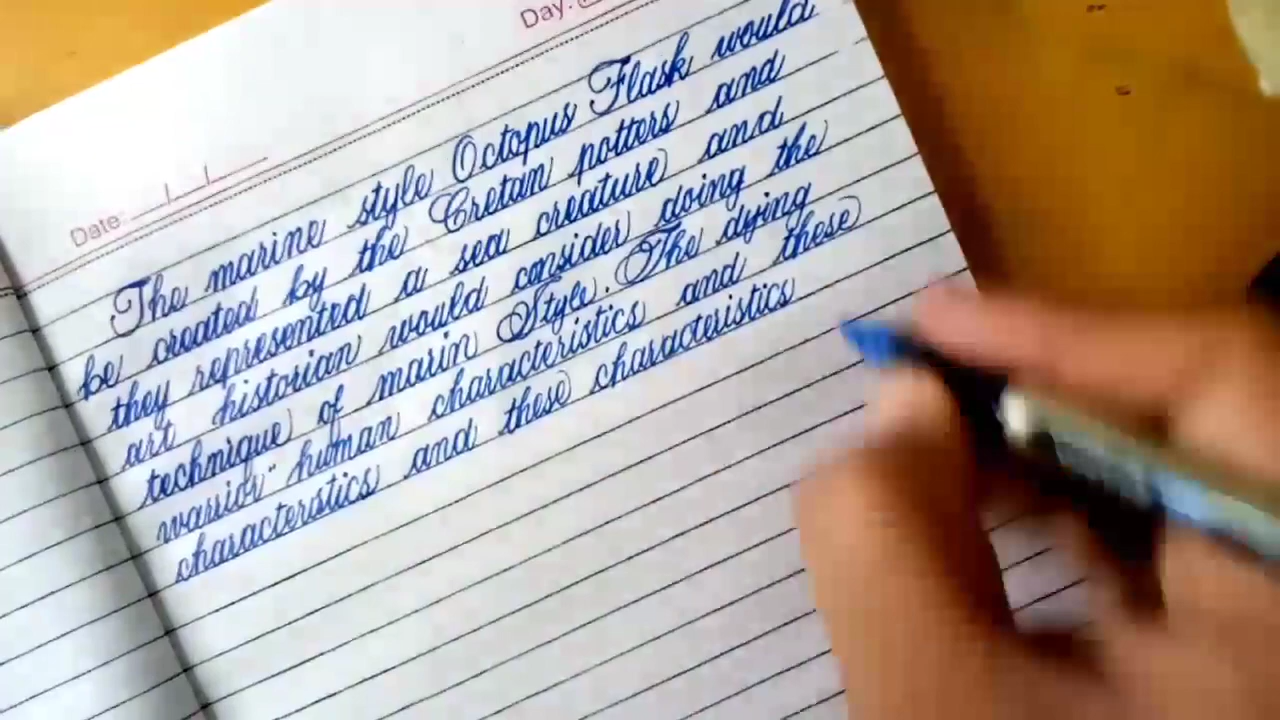 Day:
Date:
The marine style Octopus Flask would
be created by the Cretan potters and
they represented a sea creature and
art historian would consider doing the
technique of marin Style. The dying
warrior" human characteristics and these
characteristics and these characteristics